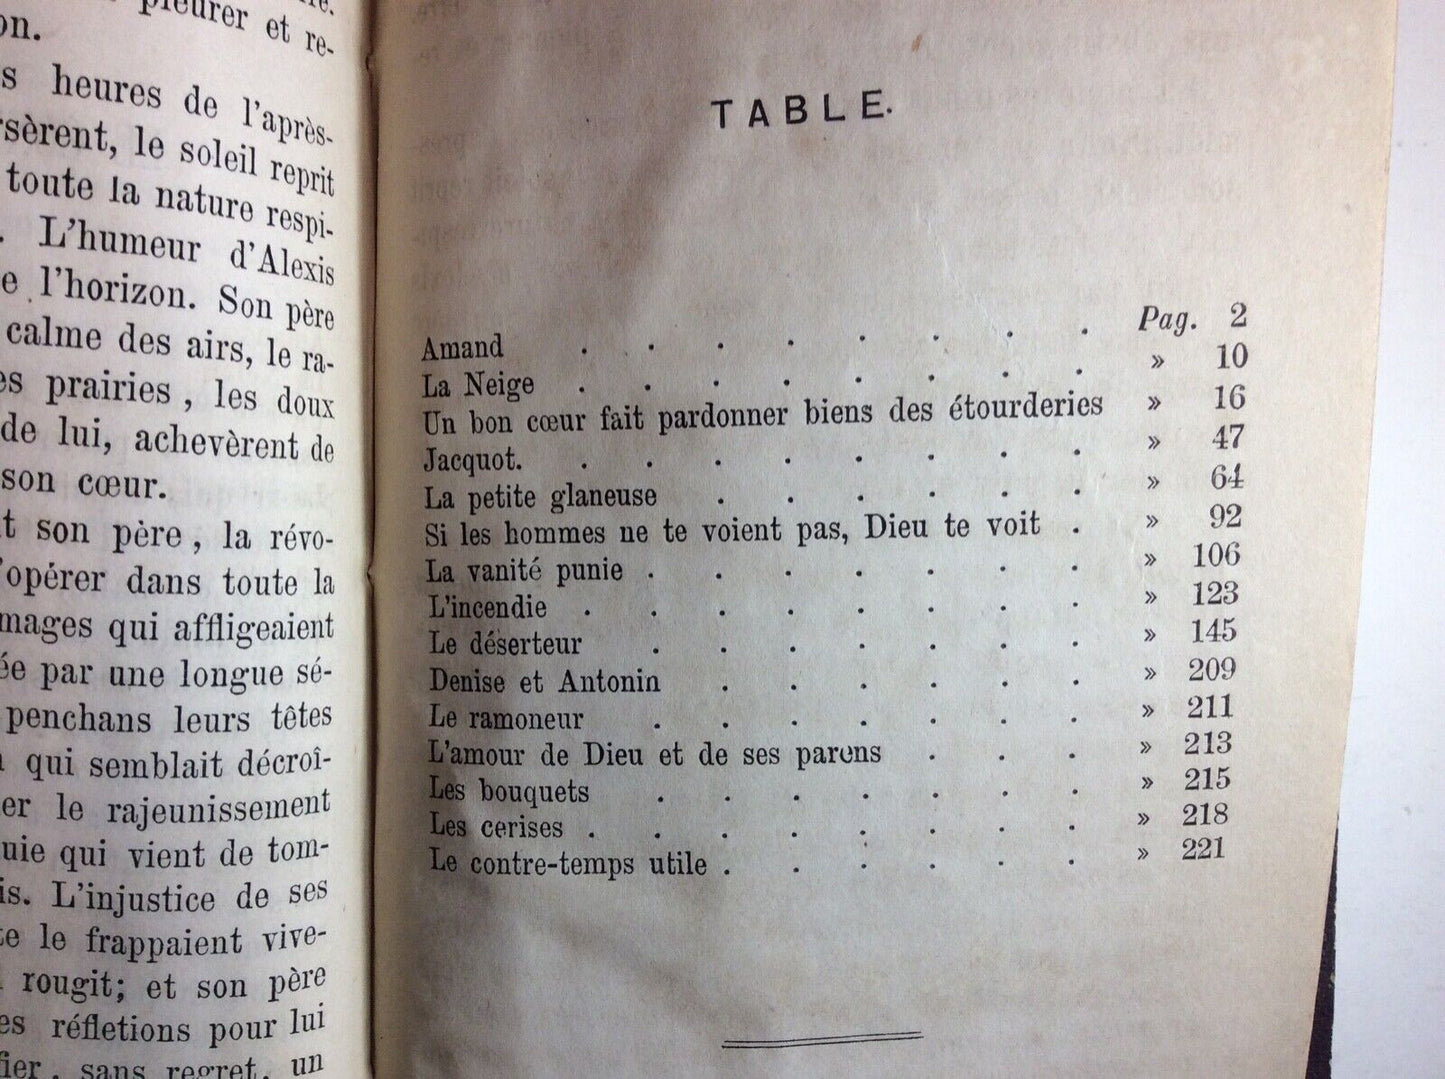 pleurer et re-
on.
s heures de l'après-
rsèrent, le soleil reprit
toute la nature respi-
. L'humeur d'Alexis
e l'horizon. Son père
calme des airs, le ra-
es prairies, les doux
de lui, achevèrent de
son cœur.
t son père, la révo-
'opérer dans toute la
mages qui affligeaient
ée par une longue sé-
penchans leurs têtes
qui semblait décroî-
er le rajeunissement
uie qui vient de tom-
is. L'injustice de ses
te le frappaient vive-
rougit; et son père
es réfletions pour lui
fier, sans regret, un
TABLE.
Amand . . . . . . . . Pag. 2
La Neige . . . . . . . . » 10
Un bon cœur fait pardonner biens des étourderies » 16
Jacquot. . . . . . . . . » 47
La petite glaneuse . . . . . . » 64
Si les hommes ne te voient pas, Dieu te voit . » 92
La vanité punie . . . . . . . » 106
L'incendie . . . . . . . . » 123
Le déserteur . . . . . . . » 145
Denise et Antonin . . . . . . » 209
Le ramoneur . . . . . . . » 211
L'amour de Dieu et de ses parens . . . » 213
Les bouquets . . . . . . . » 215
Les cerises . . . . . . . . » 218
Le contre-temps utile . . . . . . » 221